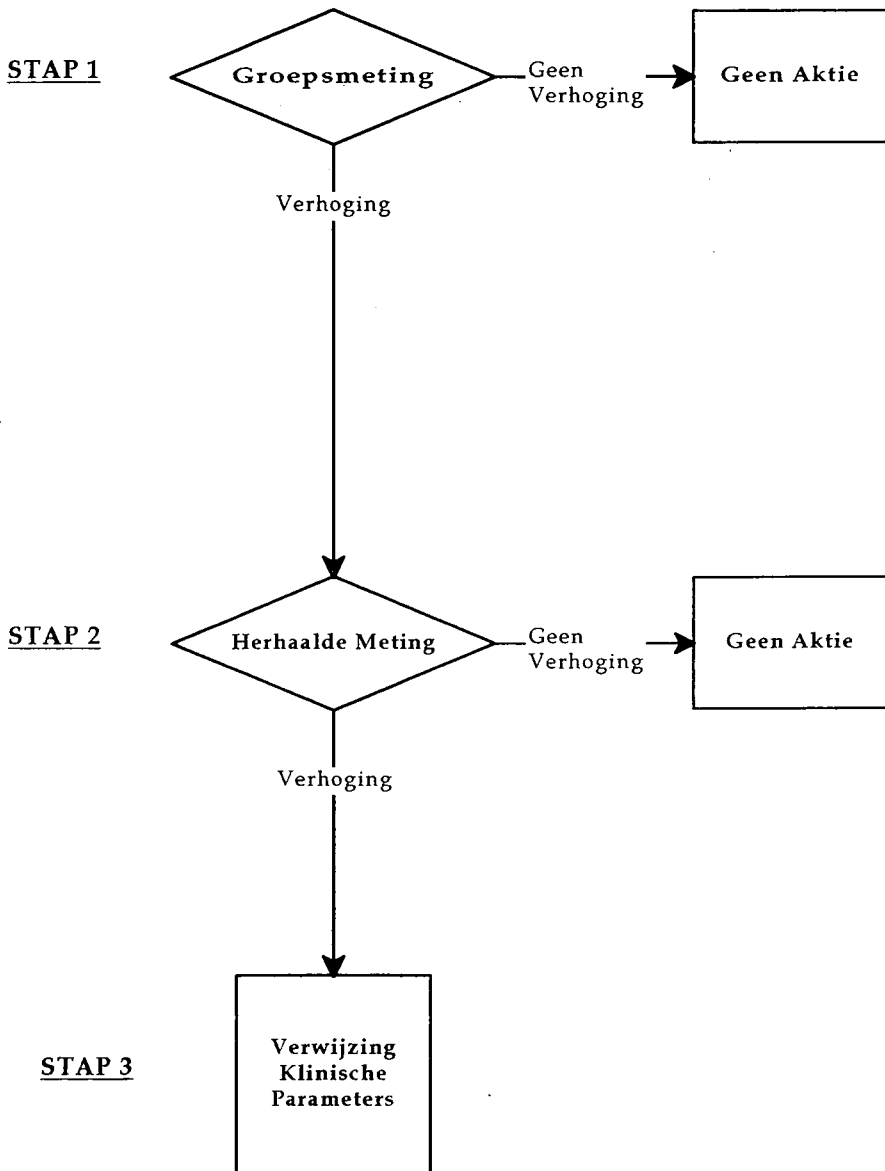 STAP 1
Groepsmeting
Geen
Verhoging
Geen Aktie
Verhoging
STAP 2
Herhaalde Meting
Geen
Verhoging
Geen Aktie
Verhoging
STAP 3
Verwijzing
Klinische
Parameters